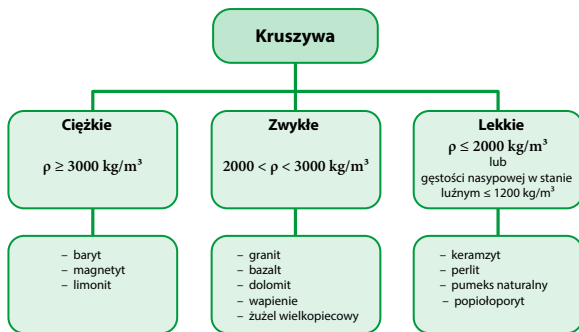 Kruszywa
Ciężkie
ρ ≥ 3000 kg/m³
Zwykłe
2000 < ρ < 3000 kg/m³
Lekkie
ρ ≤ 2000 kg/m³
lub
gęstości nasypowej w stanie
luźnym ≤ 1200 kg/m³
– baryt
– magnetyt
– limonit
– granit
– bazalt
– dolomit
– wapienie
– żużel wielkopiecowy
– keramzyt
– perlit
– pumeks naturalny
– popiołoporyt